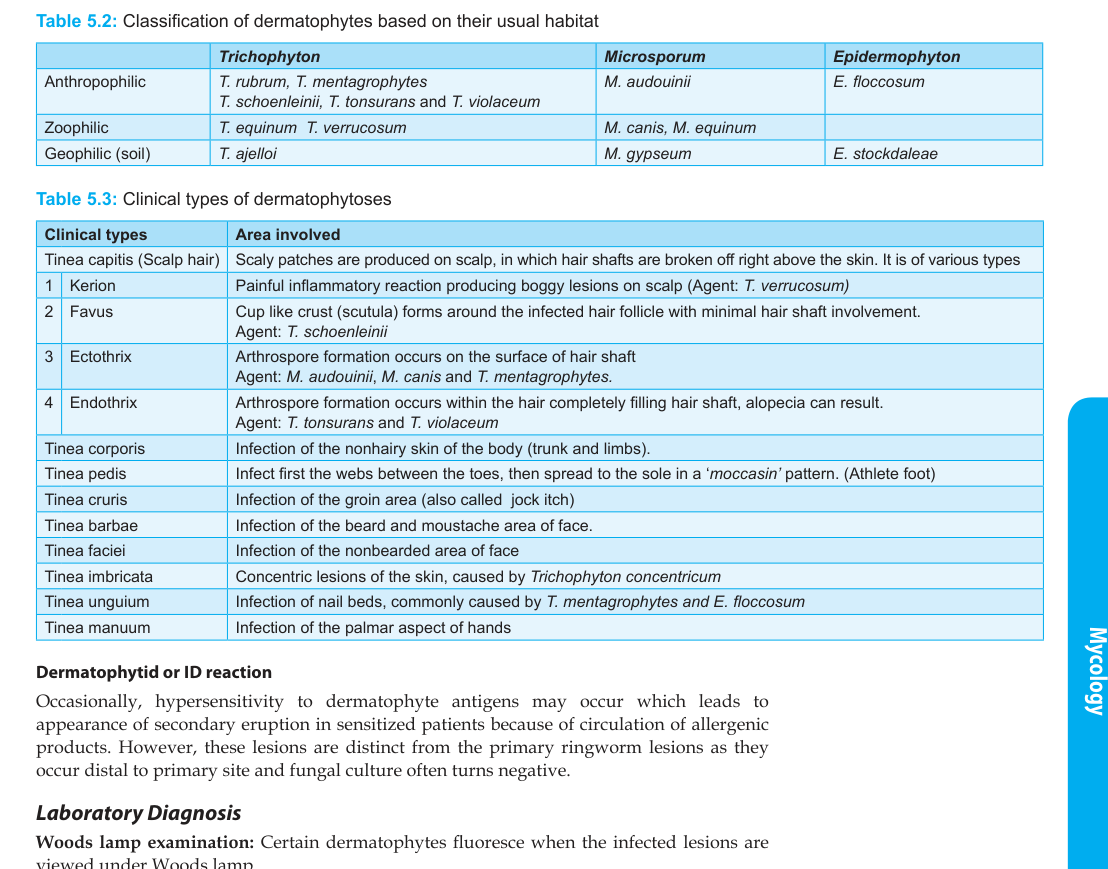 Table 5.2: Classification of dermatophytes based on their usual habitat
Trichophyton Microsporum Epidermophyton
Anthropophilic T. rubrum, T. mentagrophytes M. audouinii E. floccosum
T. schoenleinii, T. tonsurans and T. violaceum
Zoophilic T. equinum T. verrucosum M. canis, M. equinum
Geophilic (soil) T. ajelloi M. gypseum E. stockdaleae
Table 5.3: Clinical types of dermatophytoses
Clinical types Area involved
Tinea capitis (Scalp hair) Scaly patches are produced on scalp, in which hair shafts are broken off right above the skin. It is of various types
1 Kerion Painful inflammatory reaction producing boggy lesions on scalp (Agent: T. verrucosum)
2 Favus Cup like crust (scutula) forms around the infected hair follicle with minimal hair shaft involvement.
Agent: T. schoenleinii
3 Ectothrix Arthrospore formation occurs on the surface of hair shaft
Agent: M. audouinii, M. canis and T. mentagrophytes.
4 Endothrix Arthrospore formation occurs within the hair completely filling hair shaft, alopecia can result.
Agent: T. tonsurans and T. violaceum
Tinea corporis Infection of the nonhairy skin of the body (trunk and limbs).
Tinea pedis Infect first the webs between the toes, then spread to the sole in a ‘moccasin’ pattern. (Athlete foot)
Tinea cruris Infection of the groin area (also called jock itch)
Tinea barbae Infection of the beard and moustache area of face.
Tinea faciei Infection of the nonbearded area of face
Tinea imbricata Concentric lesions of the skin, caused by Trichophyton concentricum
Tinea unguium Infection of nail beds, commonly caused by T. mentagrophytes and E. floccosum
Tinea manuum Infection of the palmar aspect of hands
Dermatophytid or ID reaction
Occasionally, hypersensitivity to dermatophyte antigens may occur which leads to
appearance of secondary eruption in sensitized patients because of circulation of allergenic
products. However, these lesions are distinct from the primary ringworm lesions as they
occur distal to primary site and fungal culture often turns negative.
Laboratory Diagnosis
Woods lamp examination: Certain dermatophytes fluoresce when the infected lesions are
viewed under Woods lamp
Mycology